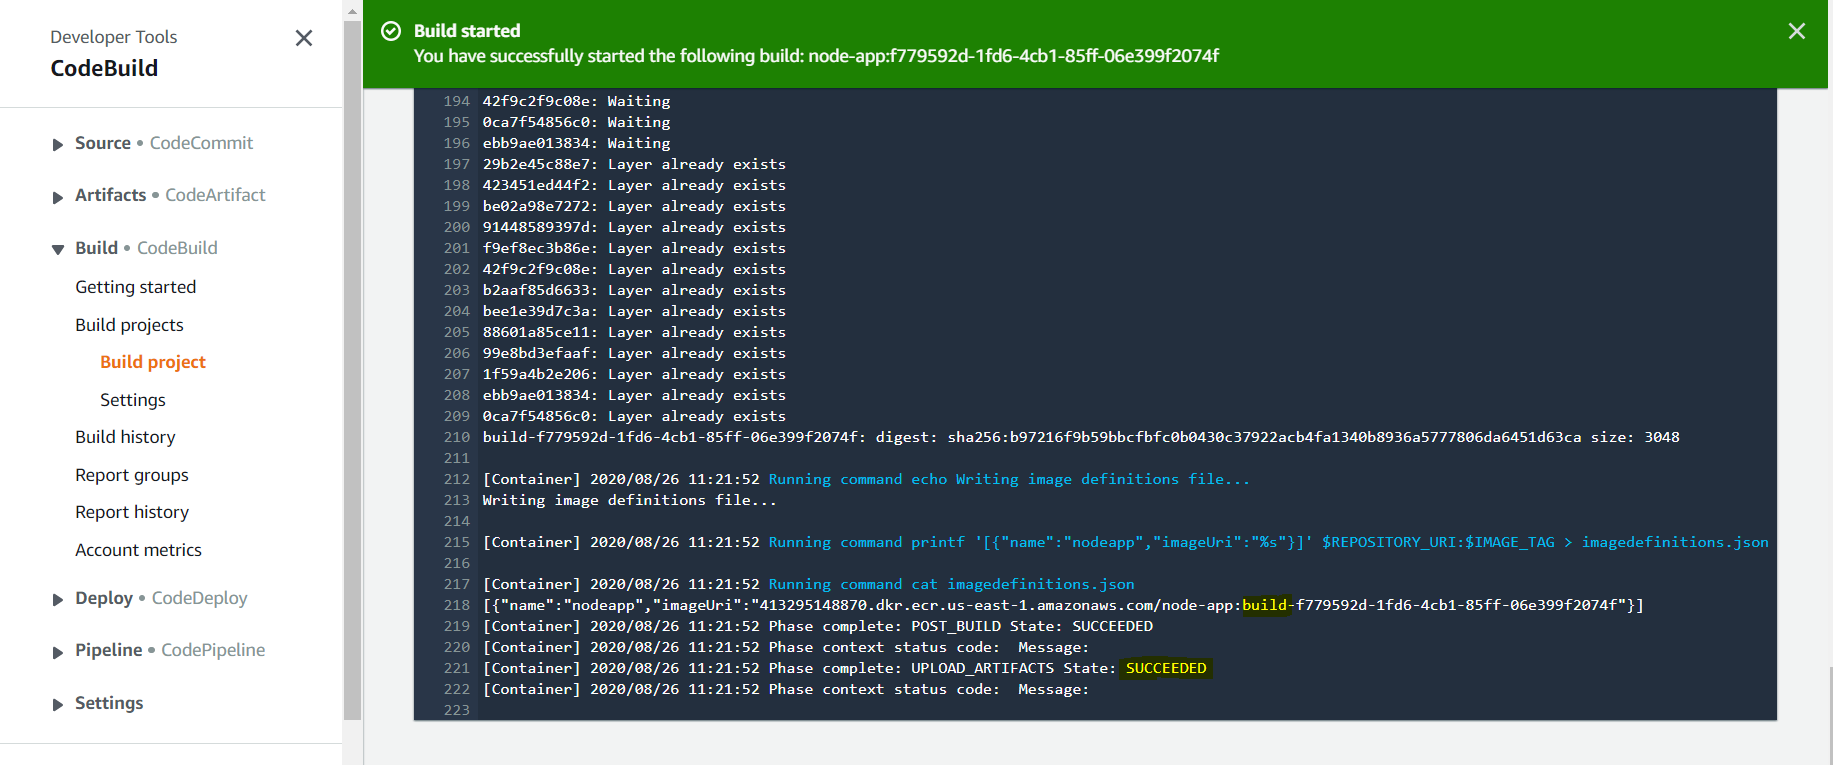 Developer Tools
CodeBuild
Source • CodeCommit
Artifacts • CodeArtifact
Build • CodeBuild
Getting started
Build projects
Build project
Settings
Build history
Report groups
Report history
Account metrics
Deploy • CodeDeploy
Pipeline • CodePipeline
Settings
Build started
You have successfully started the following build: node-app:f779592d-1fd6-4cb1-85ff-06e399f2074f
194 42f9c2f9c08e: Waiting
195 0ca7f54856c0: Waiting
196 ebb9ae013834: Waiting
197 29b2e45c88e7: Layer already exists
198 423451ed44f2: Layer already exists
199 be02a98e7272: Layer already exists
200 91448589397d: Layer already exists
201 f9ef8ec3b86e: Layer already exists
202 42f9c2f9c08e: Layer already exists
203 b2aaf85d6633: Layer already exists
204 bee1e39d7c3a: Layer already exists
205 88601a85ce11: Layer already exists
206 99e8bd3efaaf: Layer already exists
207 1f59a4b2e206: Layer already exists
208 ebb9ae013834: Layer already exists
209 0ca7f54856c0: Layer already exists
210 build-f779592d-1fd6-4cb1-85ff-06e399f2074f: digest: sha256:b97216f9b59bbcfbfc0b0430c37922acb4fa1340b8936a5777806da6451d63ca size: 3048
211
212 [Container] 2020/08/26 11:21:52 Running command echo Writing image definitions file...
213 Writing image definitions file...
214
215 [Container] 2020/08/26 11:21:52 Running command printf '[{"name":"nodeapp","imageUri":"%s"}]' $REPOSITORY_URI:$IMAGE_TAG > imagedefinitions.json
216
217 [Container] 2020/08/26 11:21:52 Running command cat imagedefinitions.json
218 [{"name":"nodeapp","imageUri":"413295148870.dkr.ecr.us-east-1.amazonaws.com/node-app:build-f779592d-1fd6-4cb1-85ff-06e399f2074f"}]
219 [Container] 2020/08/26 11:21:52 Phase complete: POST_BUILD State: SUCCEEDED
220 [Container] 2020/08/26 11:21:52 Phase context status code:  Message:
221 [Container] 2020/08/26 11:21:52 Phase complete: UPLOAD_ARTIFACTS State: SUCCEEDED
222 [Container] 2020/08/26 11:21:52 Phase context status code:  Message:
223